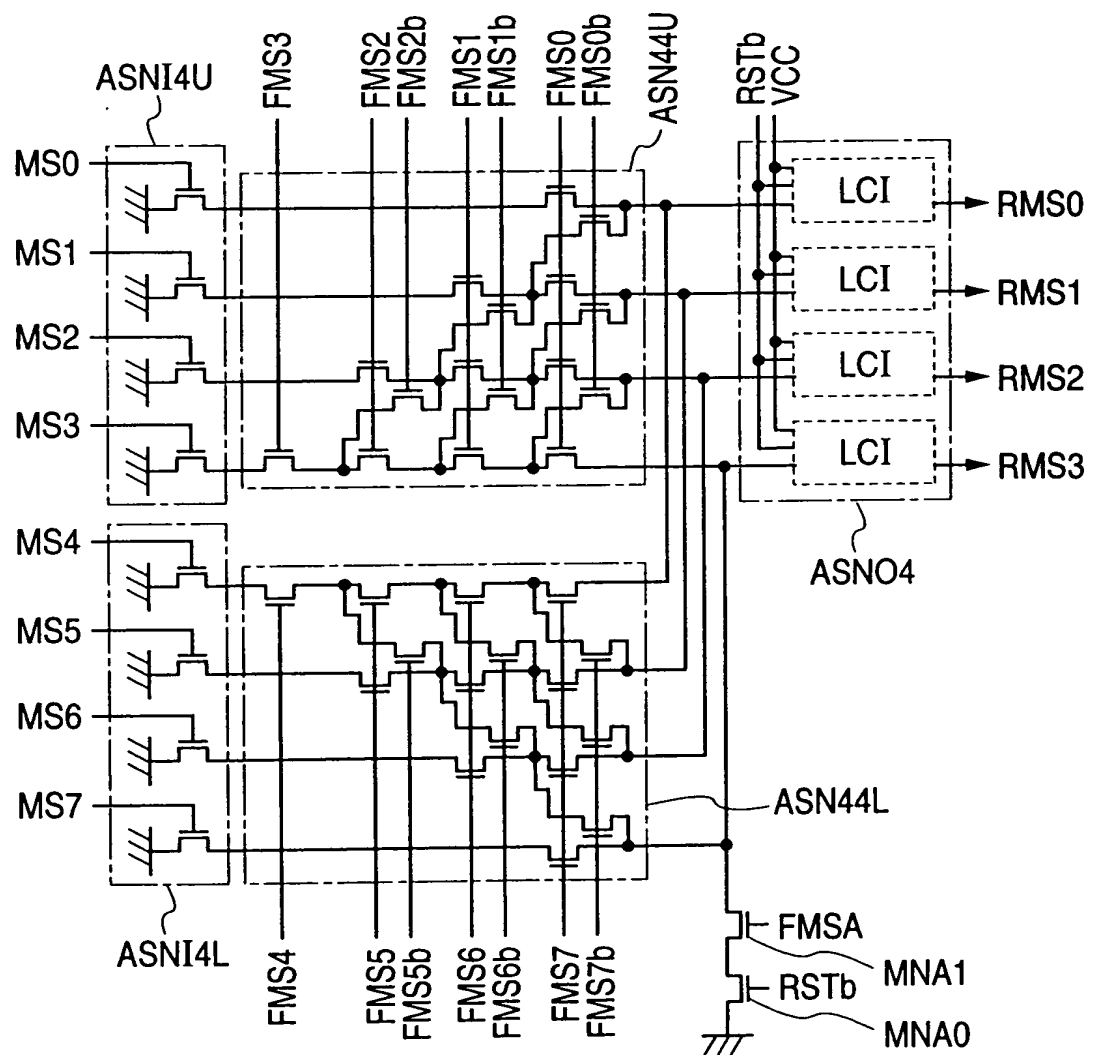 FMS3
FMS2
FMS2b
FMS1
FMS1b
FMS0
FMS0b
ASN44U
RSTb
VCC
ASNI4U
MS0
MS1
MS2
MS3
LCI
RMS0
LCI
RMS1
LCI
RMS2
LCI
RMS3
ASNO4
MS4
MS5
MS6
MS7
ASN44L
ASNI4L
FMS4
FMS5
FMS5b
FMS6
FMS6b
FMS7
FMS7b
FMSA
MNA1
RSTb
MNA0